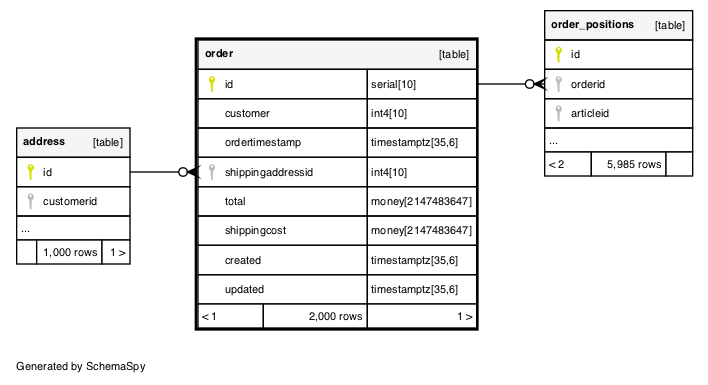 order_positions [table]
id
orderid
articleid
...
< 2 5,985 rows
order [table]
id serial[10]
customer int4[10]
ordertimestamp timestamptz[35,6]
shippingaddressid int4[10]
total money[2147483647]
shippingcost money[2147483647]
created timestamptz[35,6]
updated timestamptz[35,6]
< 1 2,000 rows 1 >
address [table]
id
customerid
...
1,000 rows 1 >
Generated by SchemaSpy